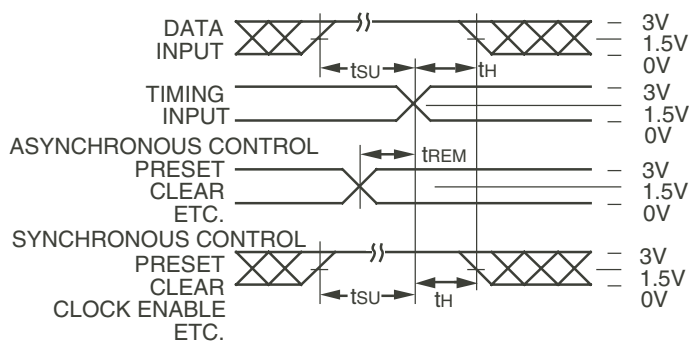 DATA
INPUT
tSU
tH
3V
1.5V
0V
TIMING
INPUT
3V
1.5V
0V
ASYNCHRONOUS CONTROL
PRESET
CLEAR
ETC.
tREM
3V
1.5V
0V
SYNCHRONOUS CONTROL
PRESET
CLEAR
CLOCK ENABLE
ETC.
tSU
tH
3V
1.5V
0V